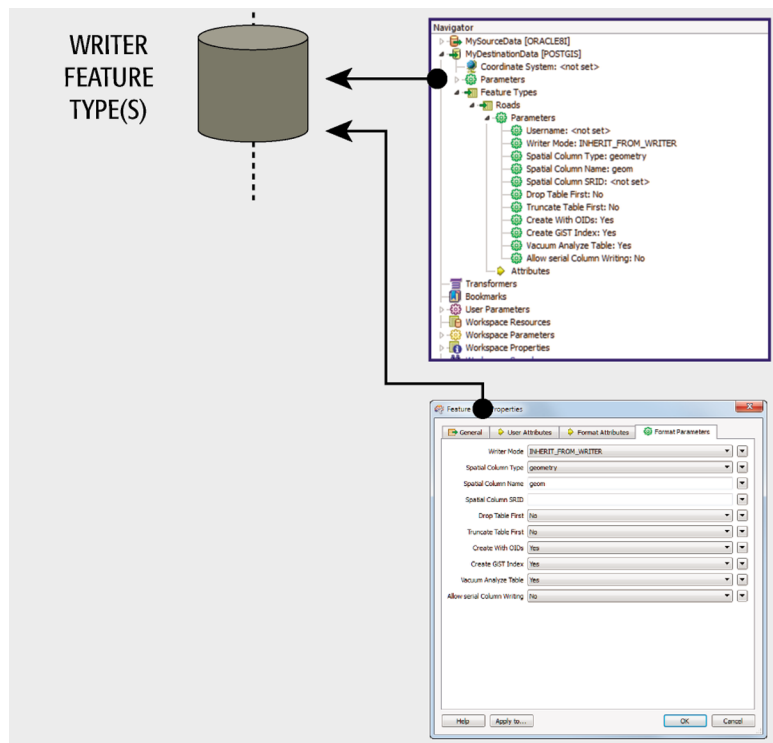 WRITER
FEATURE
TYPE(S)
Navigator
MySourceData [ORACLE8I]
MyDestinationData [POSTGIS]
Coordinate System: <not set>
Parameters
Feature Types
Roads
Parameters
Username: <not set>
Writer Mode: INHERIT_FROM_WRITER
Spatial Column Type: geometry
Spatial Column Name: geom
Spatial Column SRID: <not set>
Drop Table First: No
Truncate Table First: No
Create With OIDs: Yes
Create GiST Index: Yes
Vacuum Analyze Table: Yes
Allow serial Column Writing: No
Attributes
Transformers
Bookmarks
User Parameters
Workspace Resources
Workspace Parameters
Workspace Properties
Feature Properties
General User Attributes Format Attributes Format Parameters
Writer Mode INHERIT_FROM_WRITER
Spatial Column Type geometry
Spatial Column Name geom
Spatial Column SRID
Drop Table First No
Truncate Table First No
Create With OIDs Yes
Create GiST Index Yes
Vacuum Analyze Table Yes
Allow serial Column Writing No
Help Apply to... OK Cancel